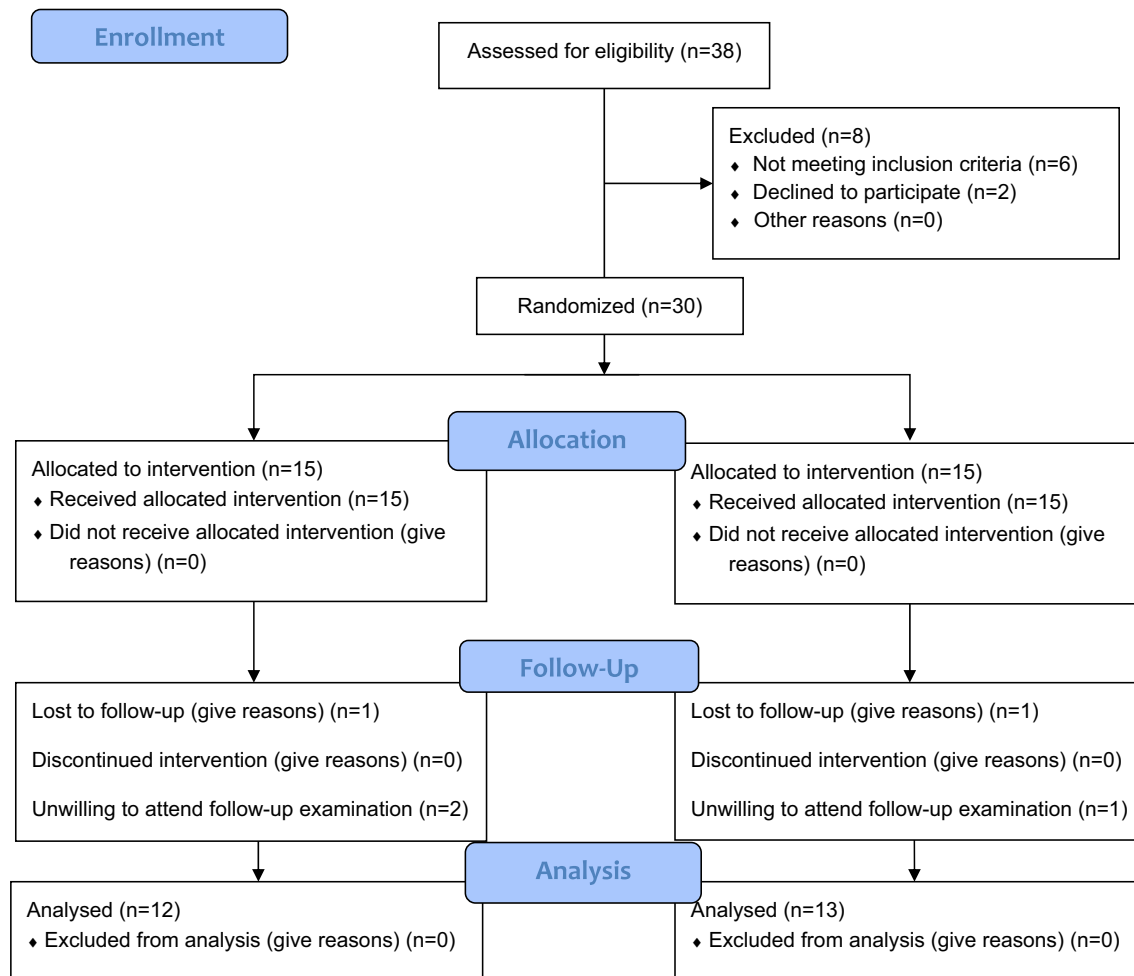 Enrollment
Assessed for eligibility (n=38)
Excluded (n=8)
♦ Not meeting inclusion criteria (n=6)
♦ Declined to participate (n=2)
♦ Other reasons (n=0)
Randomized (n=30)
Allocation
Allocated to intervention (n=15)
♦ Received allocated intervention (n=15)
♦ Did not receive allocated intervention (give
reasons) (n=0)
Allocated to intervention (n=15)
♦ Received allocated intervention (n=15)
♦ Did not receive allocated intervention (give
reasons) (n=0)
Follow-Up
Lost to follow-up (give reasons) (n=1)
Discontinued intervention (give reasons) (n=0)
Unwilling to attend follow-up examination (n=2)
Lost to follow-up (give reasons) (n=1)
Discontinued intervention (give reasons) (n=0)
Unwilling to attend follow-up examination (n=1)
Analysis
Analysed (n=12)
♦ Excluded from analysis (give reasons) (n=0)
Analysed (n=13)
♦ Excluded from analysis (give reasons) (n=0)